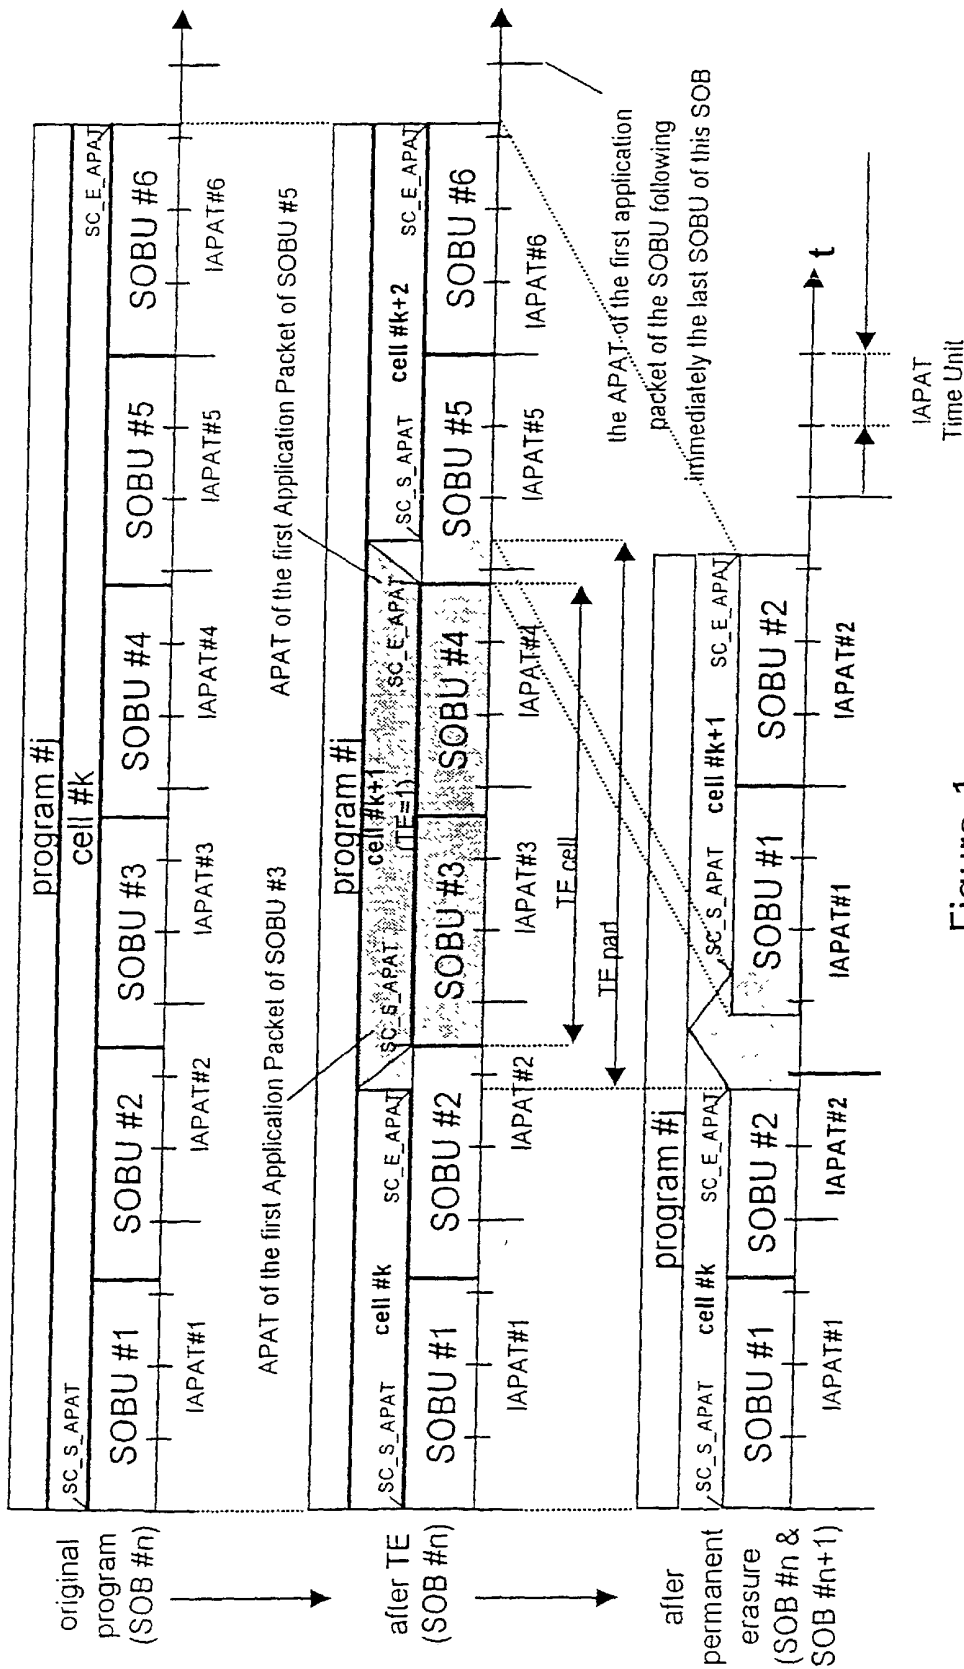 original
program
(SOB #n)
program #j
cell #k
SC_S_APAT
SC_E_APAT
SOBU #1
SOBU #2
SOBU #3
SOBU #4
SOBU #5
SOBU #6
IAPAT#1
IAPAT#2
IAPAT#3
IAPAT#4
IAPAT#5
IAPAT#6
APAT of the first Application Packet of SOBU #3
APAT of the first Application Packet of SOBU #5
after TE
(SOB #n)
program #j
cell #k
cell #k+1
(TE=1)
cell #k+2
SC_S_APAT
SC_E_APAT
SC_S_APAT
SC_E_APAT
SC_S_APAT
SC_E_APAT
SOBU #1
SOBU #2
SOBU #3
SOBU #4
SOBU #5
SOBU #6
IAPAT#1
IAPAT#2
IAPAT#3
IAPAT#4
IAPAT#5
IAPAT#6
TE cell
TE part
the APAT of the first application
packet of the SOBU following
immediately the last SOBU of this SOB
after
permanent
erasure
(SOB #n &
SOB #n+1)
program #j
SC_S_APAT
cell #k
SC_E_APAT
SC_S_APAT
cell #k+1
SC_E_APAT
SOBU #1
SOBU #2
SOBU #1
SOBU #2
t
IAPAT#1
IAPAT#2
IAPAT#1
IAPAT#2
IAPAT
Time Unit
Figure 1